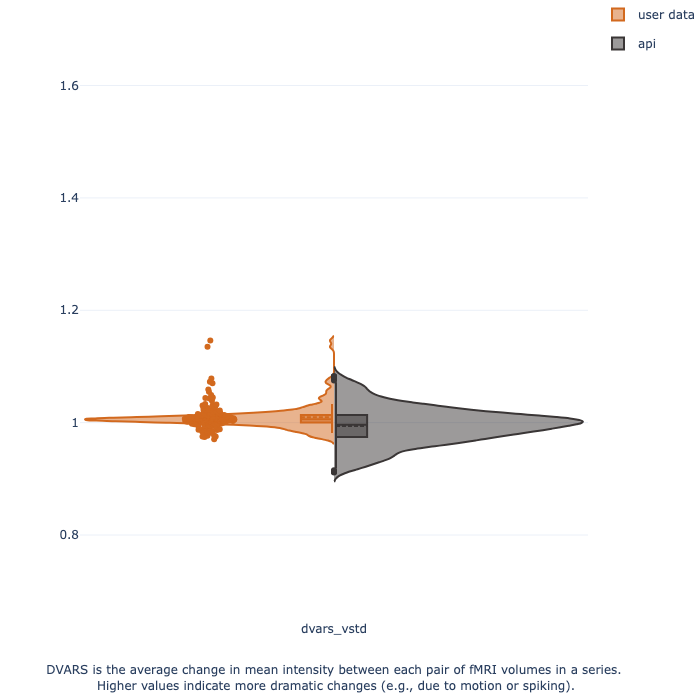 user data
api
1.6
1.4
1.2
1
0.8
dvars_vstd
DVARS is the average change in mean intensity between each pair of fMRI volumes in a series.
Higher values indicate more dramatic changes (e.g., due to motion or spiking).